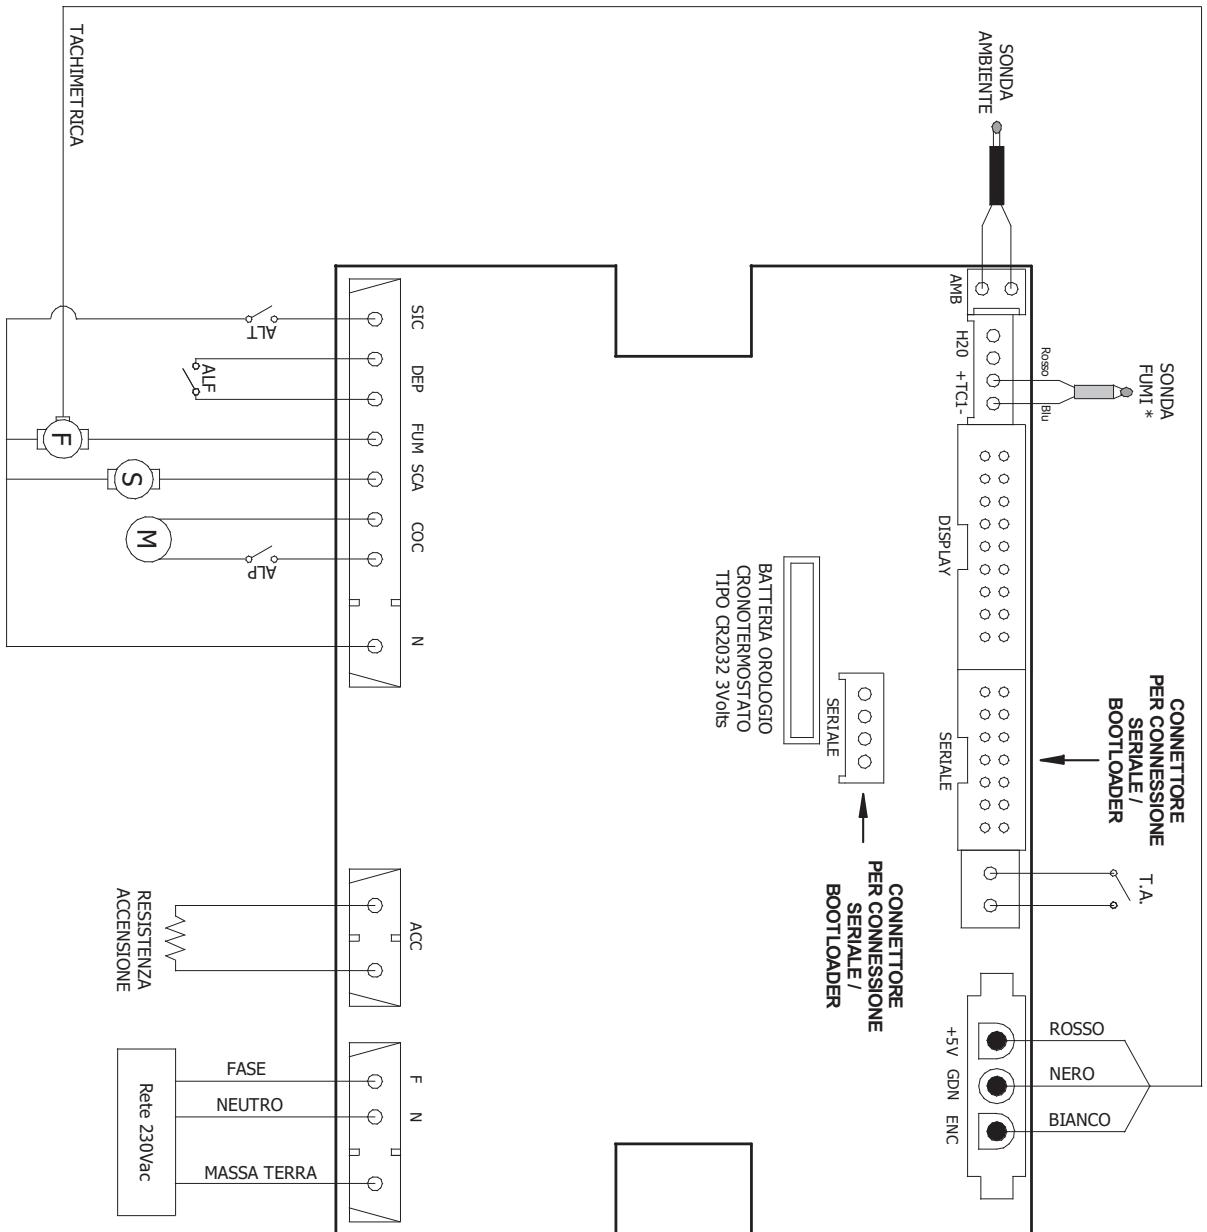 TACHIMETRICA
SONDA
AMBIENTE
AMB
H20 +TC1-
Rosso
Blu
SONDA
FUMI *
SIC
DEP
FUM
SCA
COC
N
ALT
ALF
F
S
M
ALP
DISPLAY
BATTERIA OROLOGIO
CRONOTERMOSTATO
TIPO CR2032 3Volts
SERIALE
SERIALE
CONNETTORE
PER CONNESSIONE
SERIALE /
BOOTLOADER
CONNETTORE
PER CONNESSIONE
SERIALE /
BOOTLOADER
T.A.
RESISTENZA
ACCENSIONE
ACC
+5V GDN ENC
ROSSO
NERO
BIANCO
Rete 230Vac
FASE
NEUTRO
MASSA TERRA
F
N